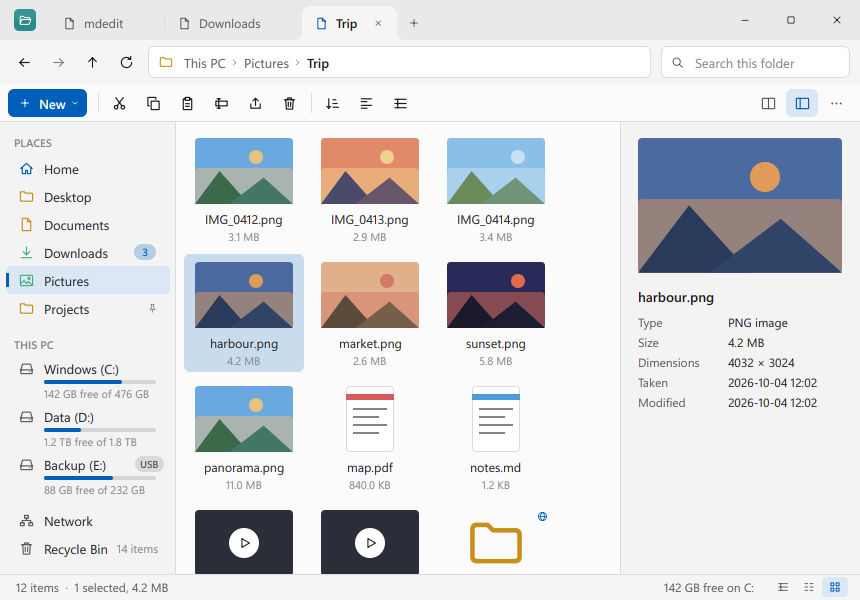 mdedit
Downloads
Trip
This PC
Pictures
Trip
Search this folder
New
PLACES
Home
Desktop
Documents
Downloads 3
Pictures
Projects
THIS PC
Windows (C:)
142 GB free of 476 GB
Data (D:)
1.2 TB free of 1.8 TB
Backup (E:) USB
88 GB free of 232 GB
Network
Recycle Bin 14 items
IMG_0412.png
3.1 MB
IMG_0413.png
2.9 MB
IMG_0414.png
3.4 MB
harbour.png
4.2 MB
market.png
2.6 MB
sunset.png
5.8 MB
panorama.png
11.0 MB
map.pdf
840.0 KB
notes.md
1.2 KB
harbour.png
Type PNG image
Size 4.2 MB
Dimensions 4032 × 3024
Taken 2026-10-04 12:02
Modified 2026-10-04 12:02
12 items · 1 selected, 4.2 MB
142 GB free on C: